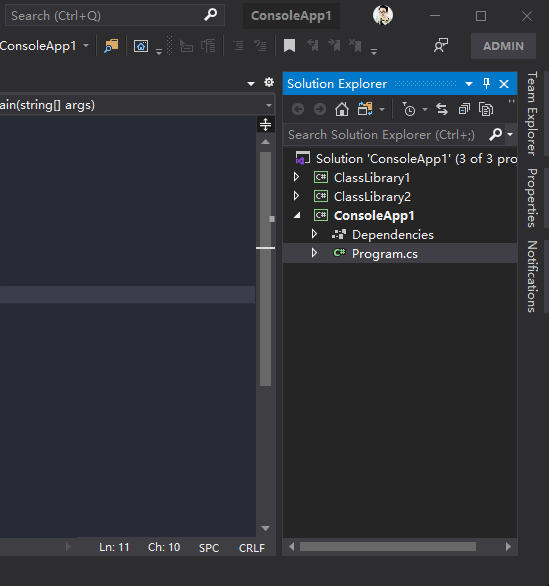 Search (Ctrl+Q)
ConsoleApp1
ConsoleApp1
ADMIN
ain(string[] args)
Solution Explorer
Search Solution Explorer (Ctrl+;)
Solution 'ConsoleApp1' (3 of 3 pro
C# ClassLibrary1
C# ClassLibrary2
C# ConsoleApp1
Dependencies
C# Program.cs
Team Explorer
Properties
Notifications
Ln: 11 Ch: 10 SPC CRLF